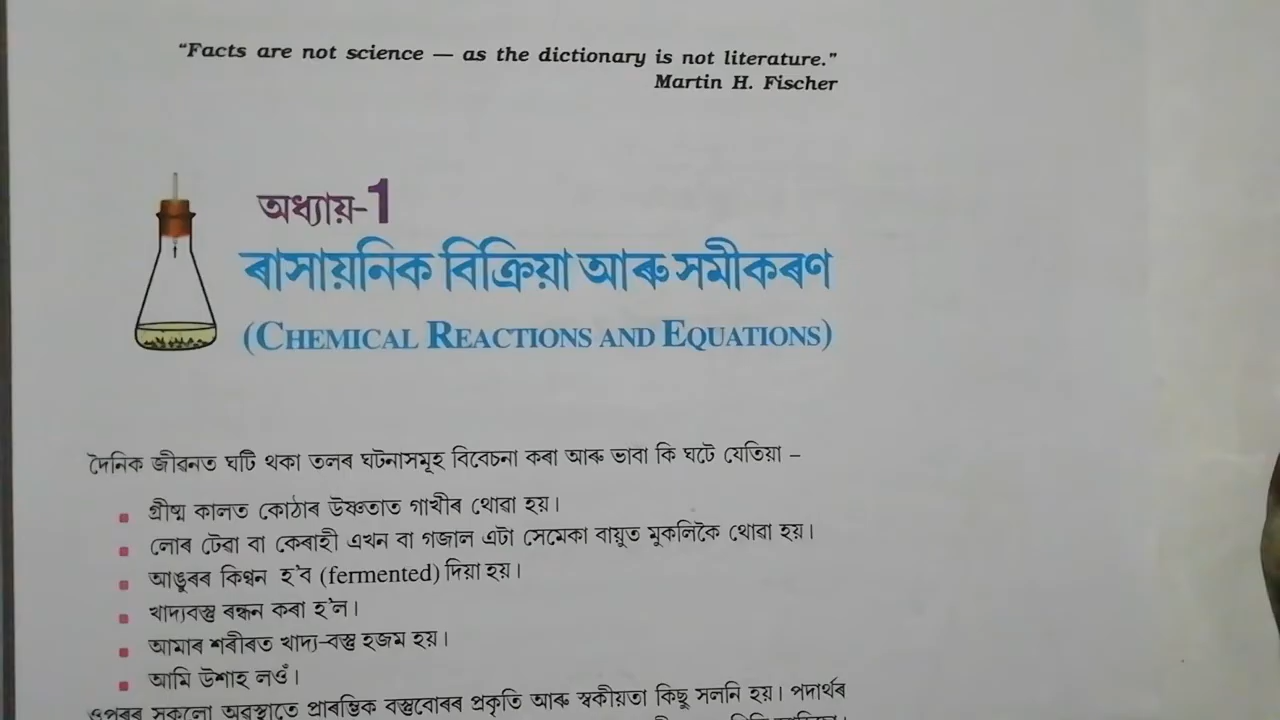 "Facts are not science — as the dictionary is not literature."
Martin H. Fischer
অধ্যায়-1
ৰাসায়নিক বিক্ৰিয়া আৰু সমীকৰণ
(CHEMICAL REACTIONS AND EQUATIONS)
দৈনিক জীৱনত ঘটি থকা তলৰ ঘটনাসমূহ বিবেচনা কৰা আৰু ভাবা কি ঘটে যেতিয়া –
গ্ৰীষ্ম কালত কোঠাৰ উষ্ণতাত গাখীৰ থোৱা হয়।
লোৰ টেৱা বা কেৰাহী এখন বা গজাল এটা সেমেকা বায়ুত মুকলিকৈ থোৱা হয়।
আঙুৰৰ কিণ্বন হ'ব (fermented) দিয়া হয়।
খাদ্যবস্তু ৰন্ধন কৰা হ'ল।
আমাৰ শৰীৰত খাদ্য-বস্তু হজম হয়।
আমি উশাহ লওঁ।
ওপৰৰ সকলো অৱস্থাতে প্ৰাৰম্ভিক বস্তুবোৰৰ প্ৰকৃতি আৰু স্বকীয়তা কিছু সলনি হয়। পদাৰ্থৰ